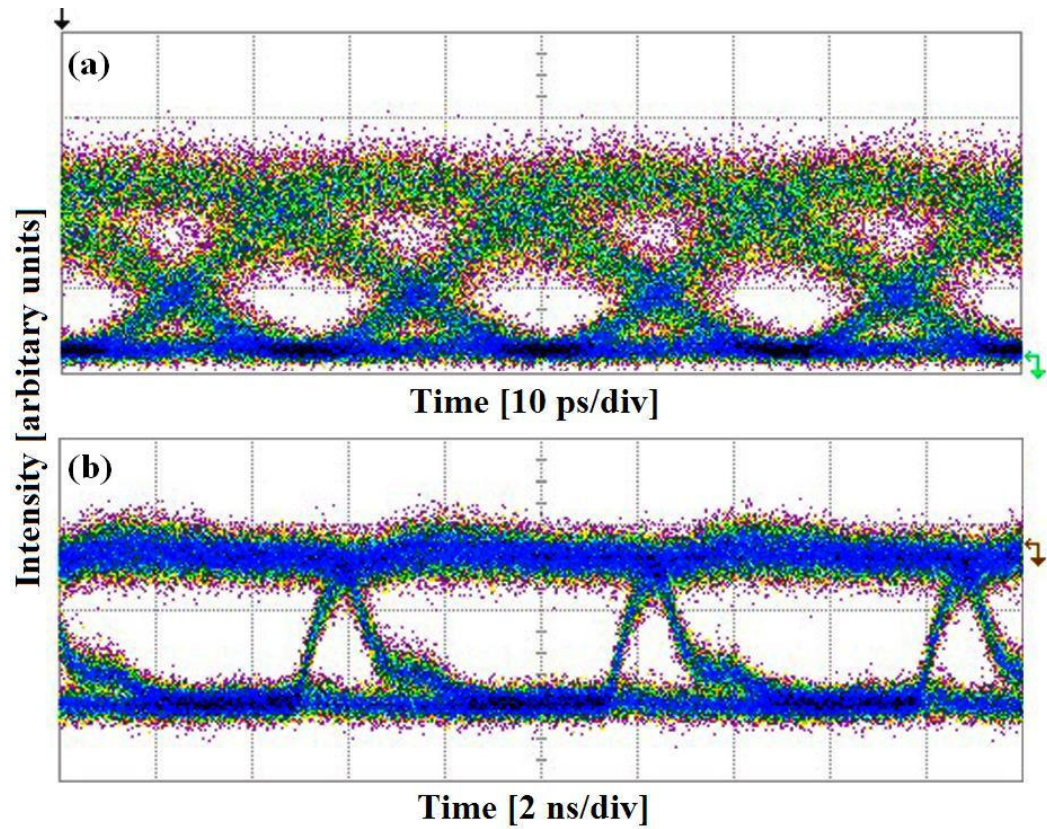 (a)
Time [10 ps/div]
Intensity [arbitary units]
(b)
Time [2 ns/div]